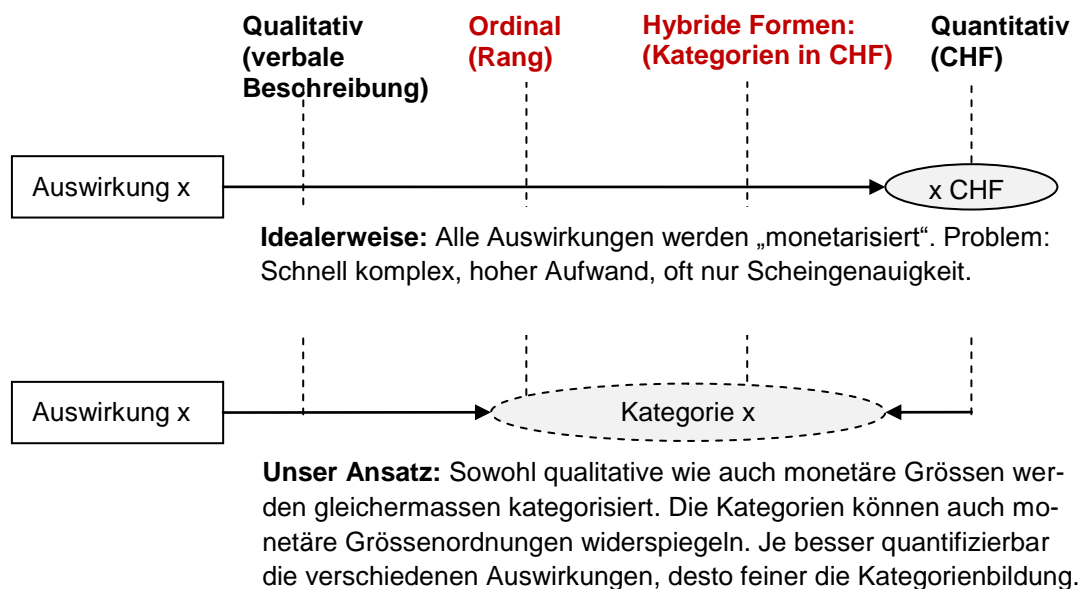 Qualitativ
(verbale
Beschreibung)
Ordinal
(Rang)
Hybride Formen:
(Kategorien in CHF)
Quantitativ
(CHF)
Auswirkung x
x CHF
Idealerweise: Alle Auswirkungen werden „monetarisiert“. Problem:
Schnell komplex, hoher Aufwand, oft nur Scheingenauigkeit.
Auswirkung x
Kategorie x
Unser Ansatz: Sowohl qualitative wie auch monetäre Grössen wer-
den gleichermassen kategorisiert. Die Kategorien können auch mo-
netäre Grössenordnungen widerspiegeln. Je besser quantifizierbar
die verschiedenen Auswirkungen, desto feiner die Kategorienbildung.